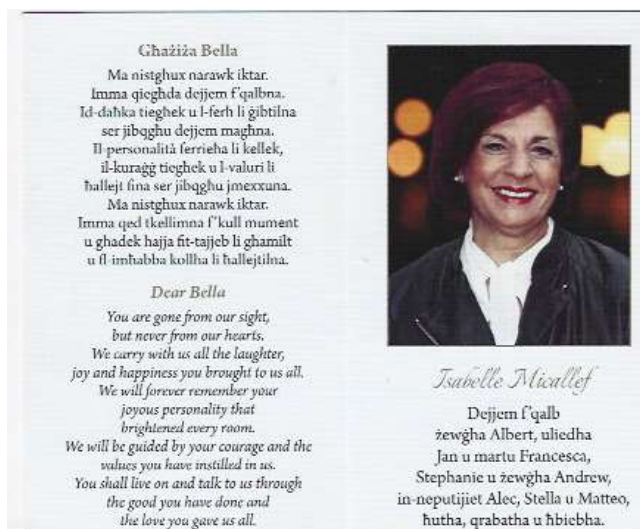 Għażiża Bella
Ma nistgħux narawk iktar.
Imma qiegħda dejjem f'qalbna.
Id-daħka tiegħek u l-ferħ li ġibtilna
ser jibqgħu dejjem magħna.
Il-personalità ferrieħa li kellek,
il-kuraġġ tiegħek u l-valuri li
ħallejt fina ser jibqgħu jmexxuna.
Ma nistgħux narawk iktar.
Imma qed tkellimna f'kull mument
u għadek ħajja fit-tajjeb li għamilt
u fl-imħabba kollha li ħallejtilna.
Dear Bella
You are gone from our sight,
but never from our hearts.
We carry with us all the laughter,
joy and happiness you brought to us all.
We will forever remember your
joyous personality that
brightened every room.
We will be guided by your courage and the
values you have instilled in us.
You shall live on and talk to us through
the good you have done and
the love you gave us all.
Isabelle Micallef
Dejjem f'qalb
żewġha Albert, uliedha
Jan u martu Francesca,
Stephanie u żewġha Andrew,
in-neputijiet Alec, Stella u Matteo,
ħutha, qrabatha u ħbiebha.